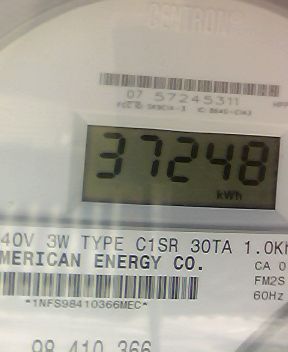 CENTRON®
07 57245311
37248
kWh
40V 3W TYPE C1SR 30TA 1.0Kh
MERICAN ENERGY CO.
CA 0
FM2S
60Hz
*1NFS98410366MEC*
98 410 366